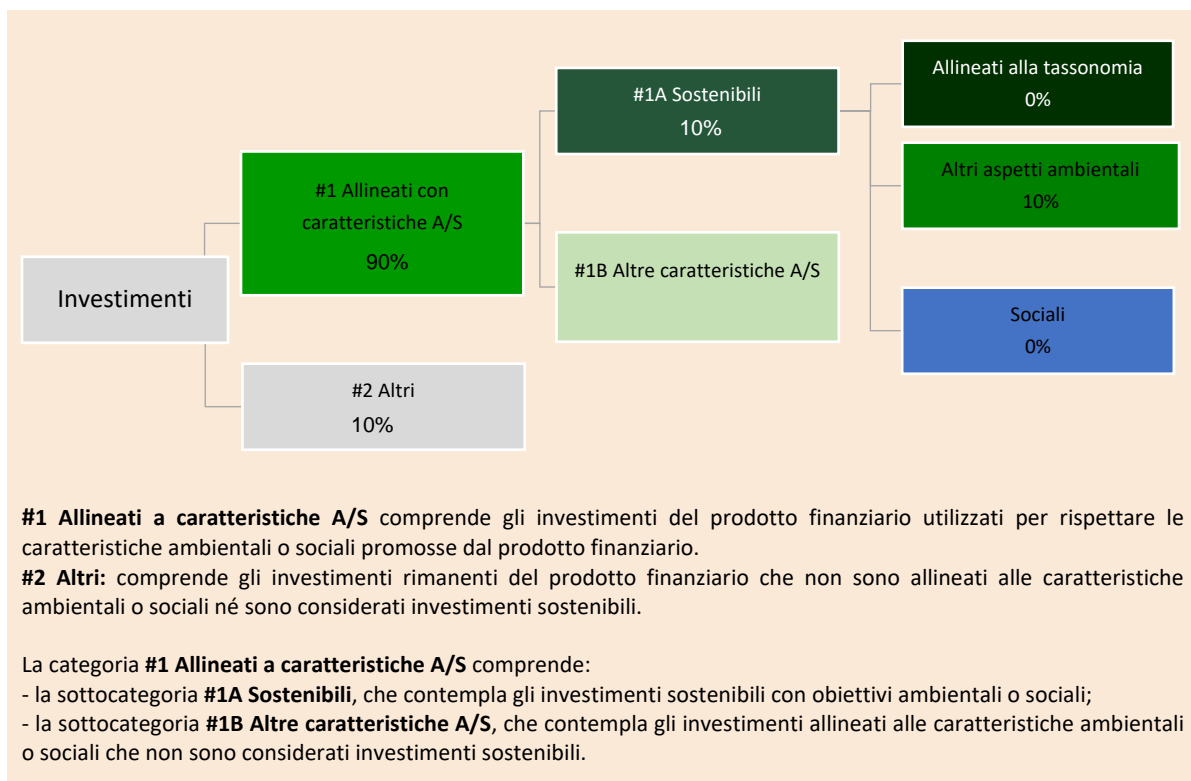 Investimenti
#1 Allineati con
caratteristiche A/S
90%
#2 Altri
10%
#1A Sostenibili
10%
#1B Altre caratteristiche A/S
Allineati alla tassonomia
0%
Altri aspetti ambientali
10%
Sociali
0%
#1 Allineati a caratteristiche A/S comprende gli investimenti del prodotto finanziario utilizzati per rispettare le
caratteristiche ambientali o sociali promosse dal prodotto finanziario.
#2 Altri: comprende gli investimenti rimanenti del prodotto finanziario che non sono allineati alle caratteristiche
ambientali o sociali né sono considerati investimenti sostenibili.
La categoria #1 Allineati a caratteristiche A/S comprende:
- la sottocategoria #1A Sostenibili, che contempla gli investimenti sostenibili con obiettivi ambientali o sociali;
- la sottocategoria #1B Altre caratteristiche A/S, che contempla gli investimenti allineati alle caratteristiche ambientali
o sociali che non sono considerati investimenti sostenibili.